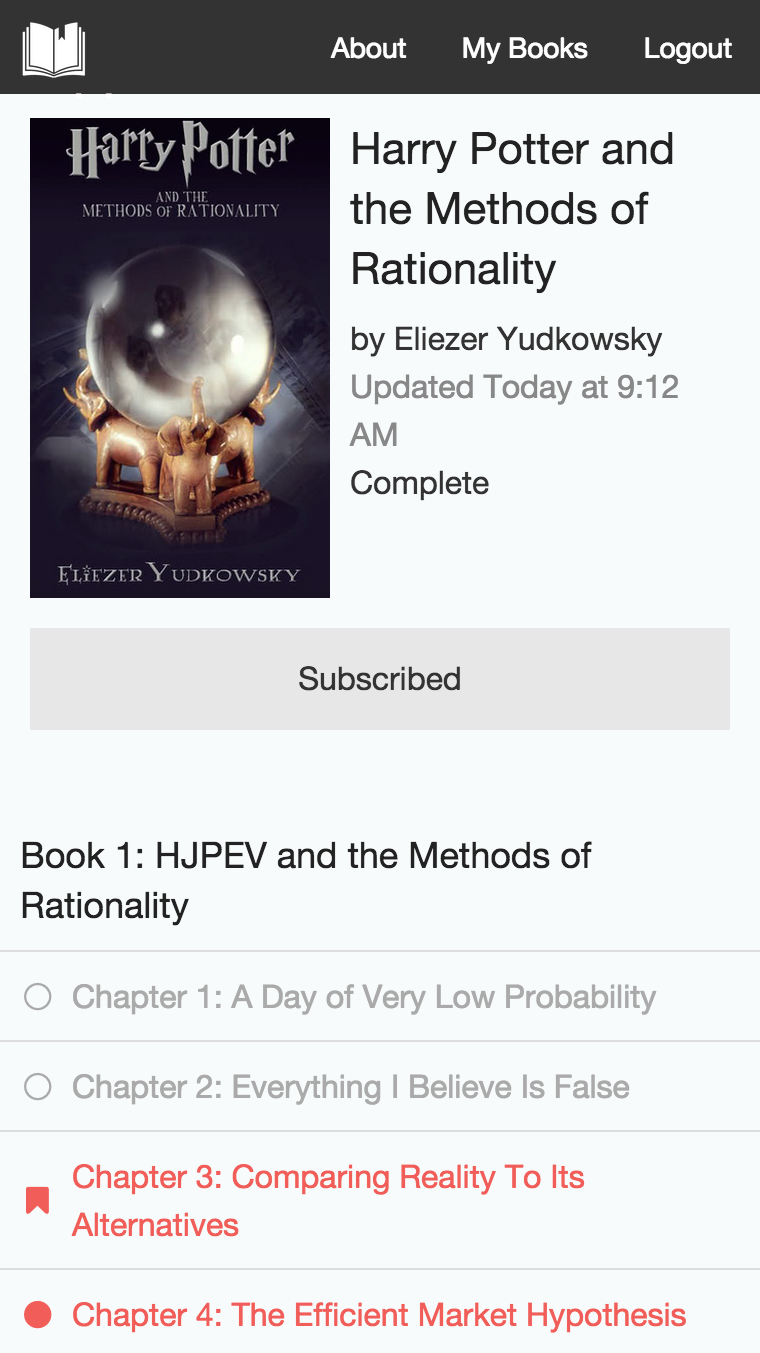 About My Books Logout
Harry Potter
AND THE
METHODS OF RATIONALITY
ELIEZER YUDKOWSKY
Harry Potter and
the Methods of
Rationality
by Eliezer Yudkowsky
Updated Today at 9:12
AM
Complete
Subscribed
Book 1: HJPEV and the Methods of
Rationality
Chapter 1: A Day of Very Low Probability
Chapter 2: Everything I Believe Is False
Chapter 3: Comparing Reality To Its
Alternatives
Chapter 4: The Efficient Market Hypothesis